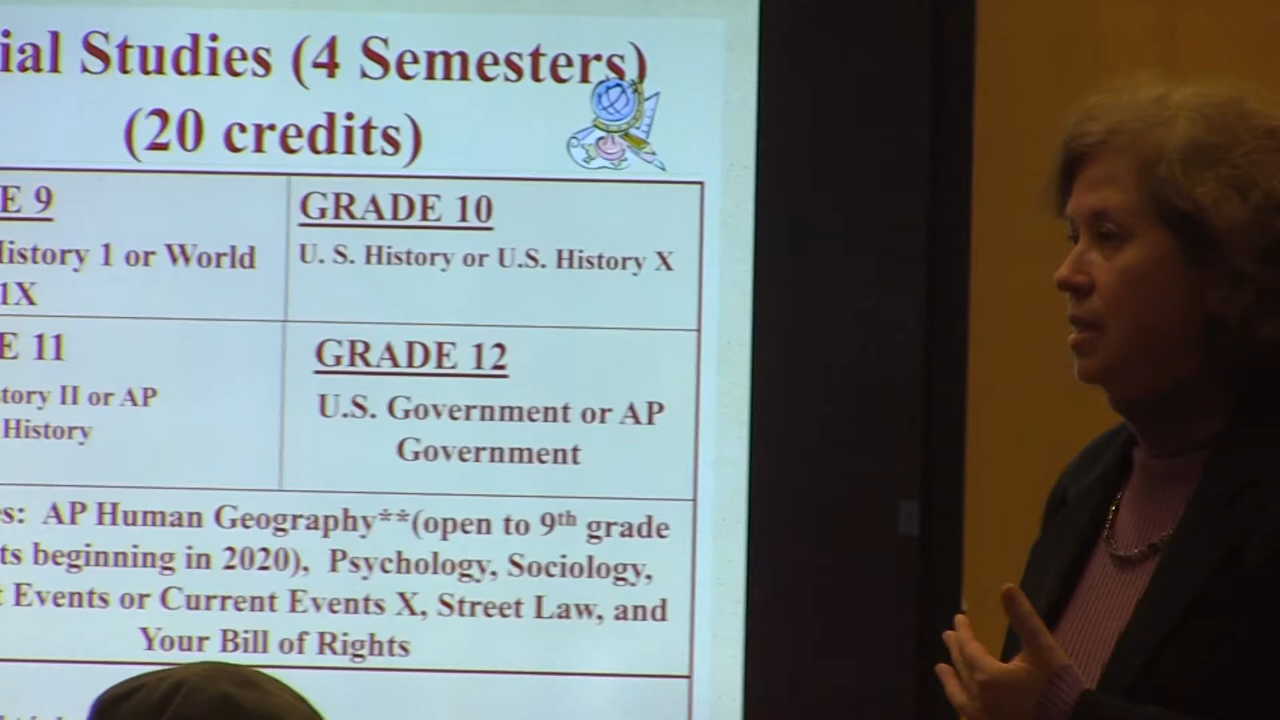 ial Studies (4 Semesters)
(20 credits)
E 9
GRADE 10
istory 1 or World
1X
U. S. History or U.S. History X
E 11
GRADE 12
tory II or AP
History
U.S. Government or AP
Government
s: AP Human Geography**(open to 9th grade
ts beginning in 2020), Psychology, Sociology,
t Events or Current Events X, Street Law, and
Your Bill of Rights